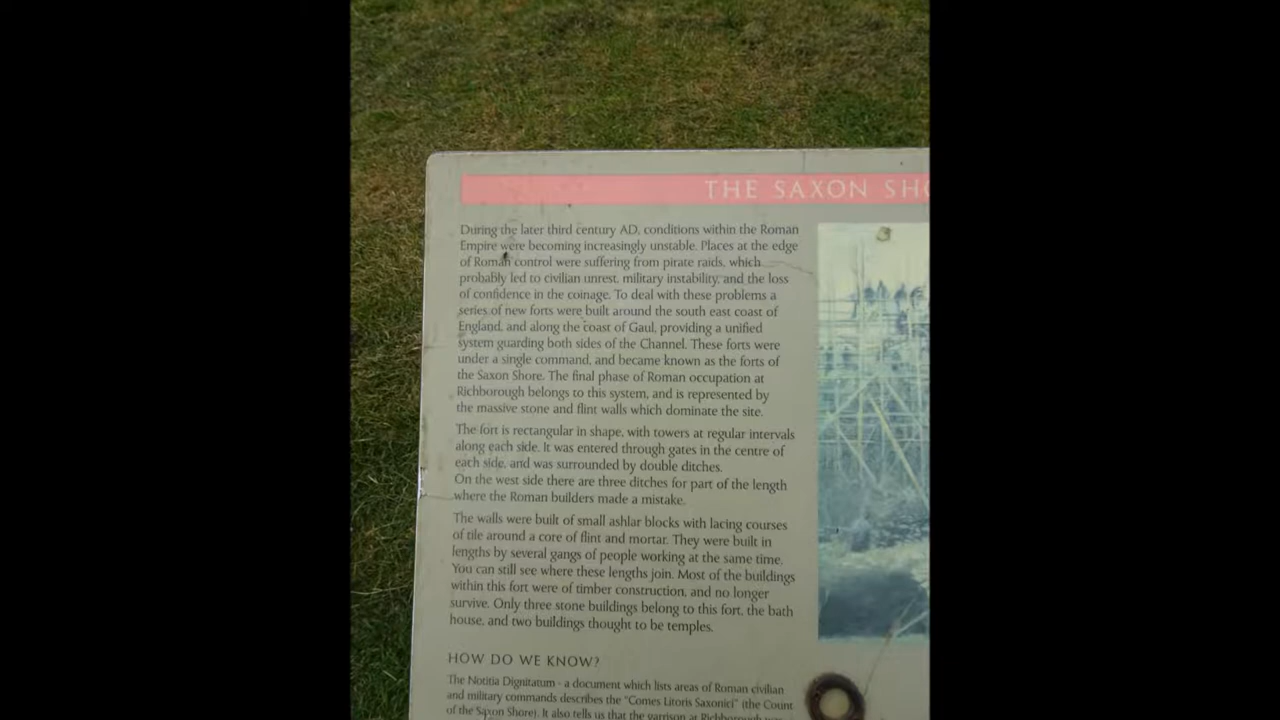 THE SAXON SHO
During the later third century AD, conditions within the Roman
Empire were becoming increasingly unstable. Places at the edge
of Roman control were suffering from pirate raids, which
probably led to civilian unrest, military instability, and the loss
of confidence in the coinage. To deal with these problems a
series of new forts were built around the south east coast of
England, and along the coast of Gaul, providing a unified
system guarding both sides of the Channel. These forts were
under a single command, and became known as the forts of
the Saxon Shore. The final phase of Roman occupation at
Richborough belongs to this system, and is represented by
the massive stone and flint walls which dominate the site.
The fort is rectangular in shape, with towers at regular intervals
along each side. It was entered through gates in the centre of
each side, and was surrounded by double ditches.
On the west side there are three ditches for part of the length
where the Roman builders made a mistake.
The walls were built of small ashlar blocks with lacing courses
of tile around a core of flint and mortar. They were built in
lengths by several gangs of people working at the same time.
You can still see where these lengths join. Most of the buildings
within this fort were of timber construction, and no longer
survive. Only three stone buildings belong to this fort, the bath
house, and two buildings thought to be temples.
HOW DO WE KNOW?
The Notitia Dignitatum - a document which lists areas of Roman civilian
and military commands describes the "Comes Litoris Saxonici" (the Count
of the Saxon Shore). It also tells us that the garrison at Richborough